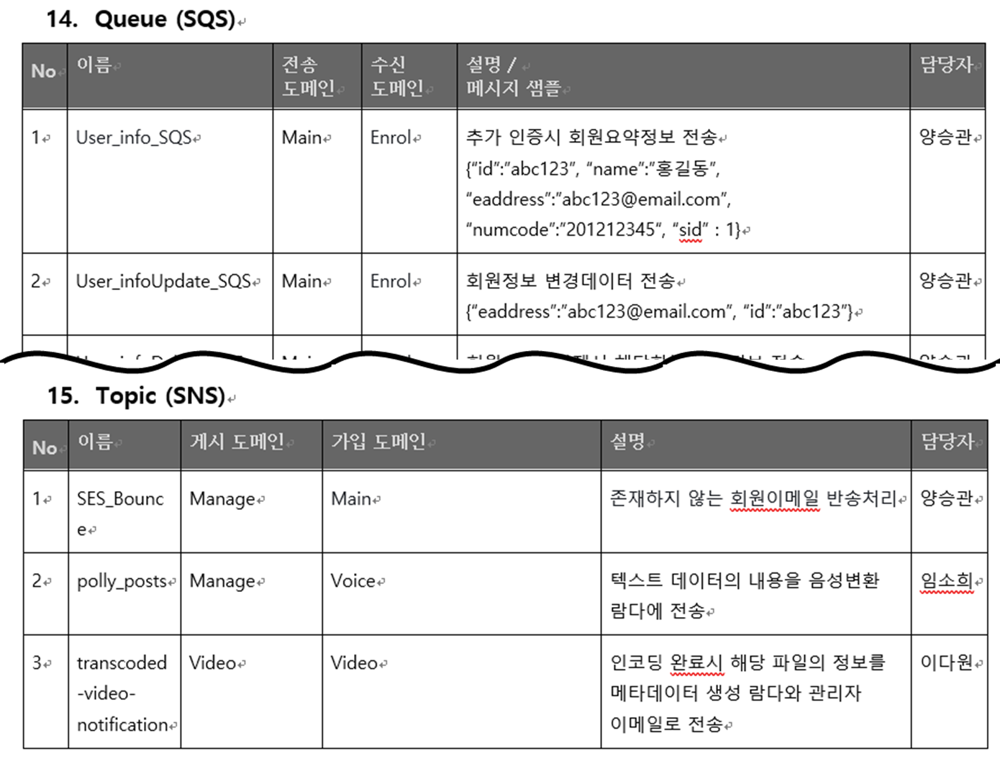 14. Queue (SQS)
No 이름 전송 도메인 수신 도메인 설명 / 메시지 샘플 담당자
1 User_info_SQS Main Enrol 추가 인증시 회원요약정보 전송 양승관
{“id”:”abc123”, “name”:”홍길동”,
“eaddress”:”abc123@email.com”,
“numcode”:”201212345“, “sid” : 1}
2 User_infoUpdate_SQS Main Enrol 회원정보 변경데이터 전송 양승관
{“eaddress”:”abc123@email.com”, “id”:”abc123”}
15. Topic (SNS)
No 이름 게시 도메인 가입 도메인 설명 담당자
1 SES_Bounc Manage Main 존재하지 않는 회원이메일 반송처리 양승관
e
2 polly_posts Manage Voice 텍스트 데이터의 내용을 음성변환 임소희
람다에 전송
3 transcoded Video Video 인코딩 완료시 해당 파일의 정보를 이다원
-video- 메타데이터 생성 람다와 관리자
notification 이메일로 전송